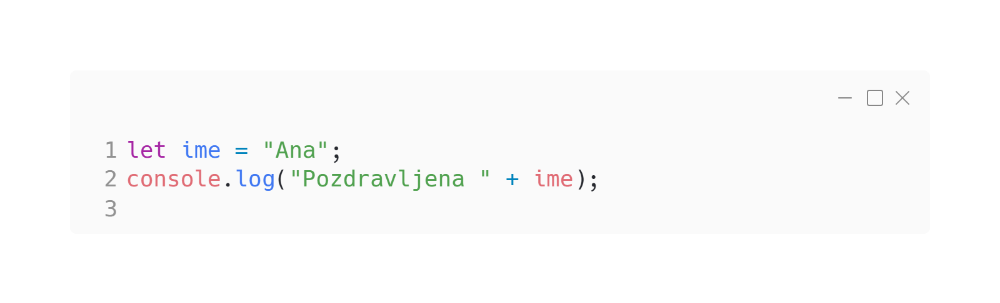 1 let ime = "Ana";
2 console.log("Pozdravljena " + ime);
3